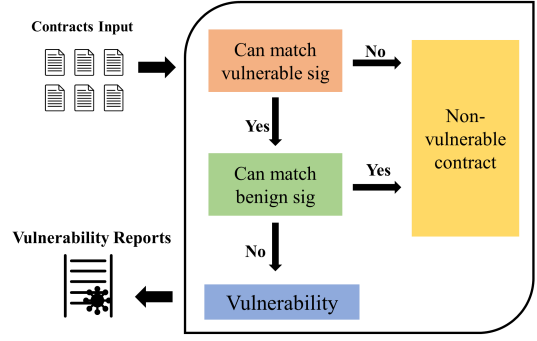 Contracts Input
Can match
vulnerable sig
No
Non-
vulnerable
contract
Yes
Can match
benign sig
Yes
Vulnerability Reports
No
Vulnerability